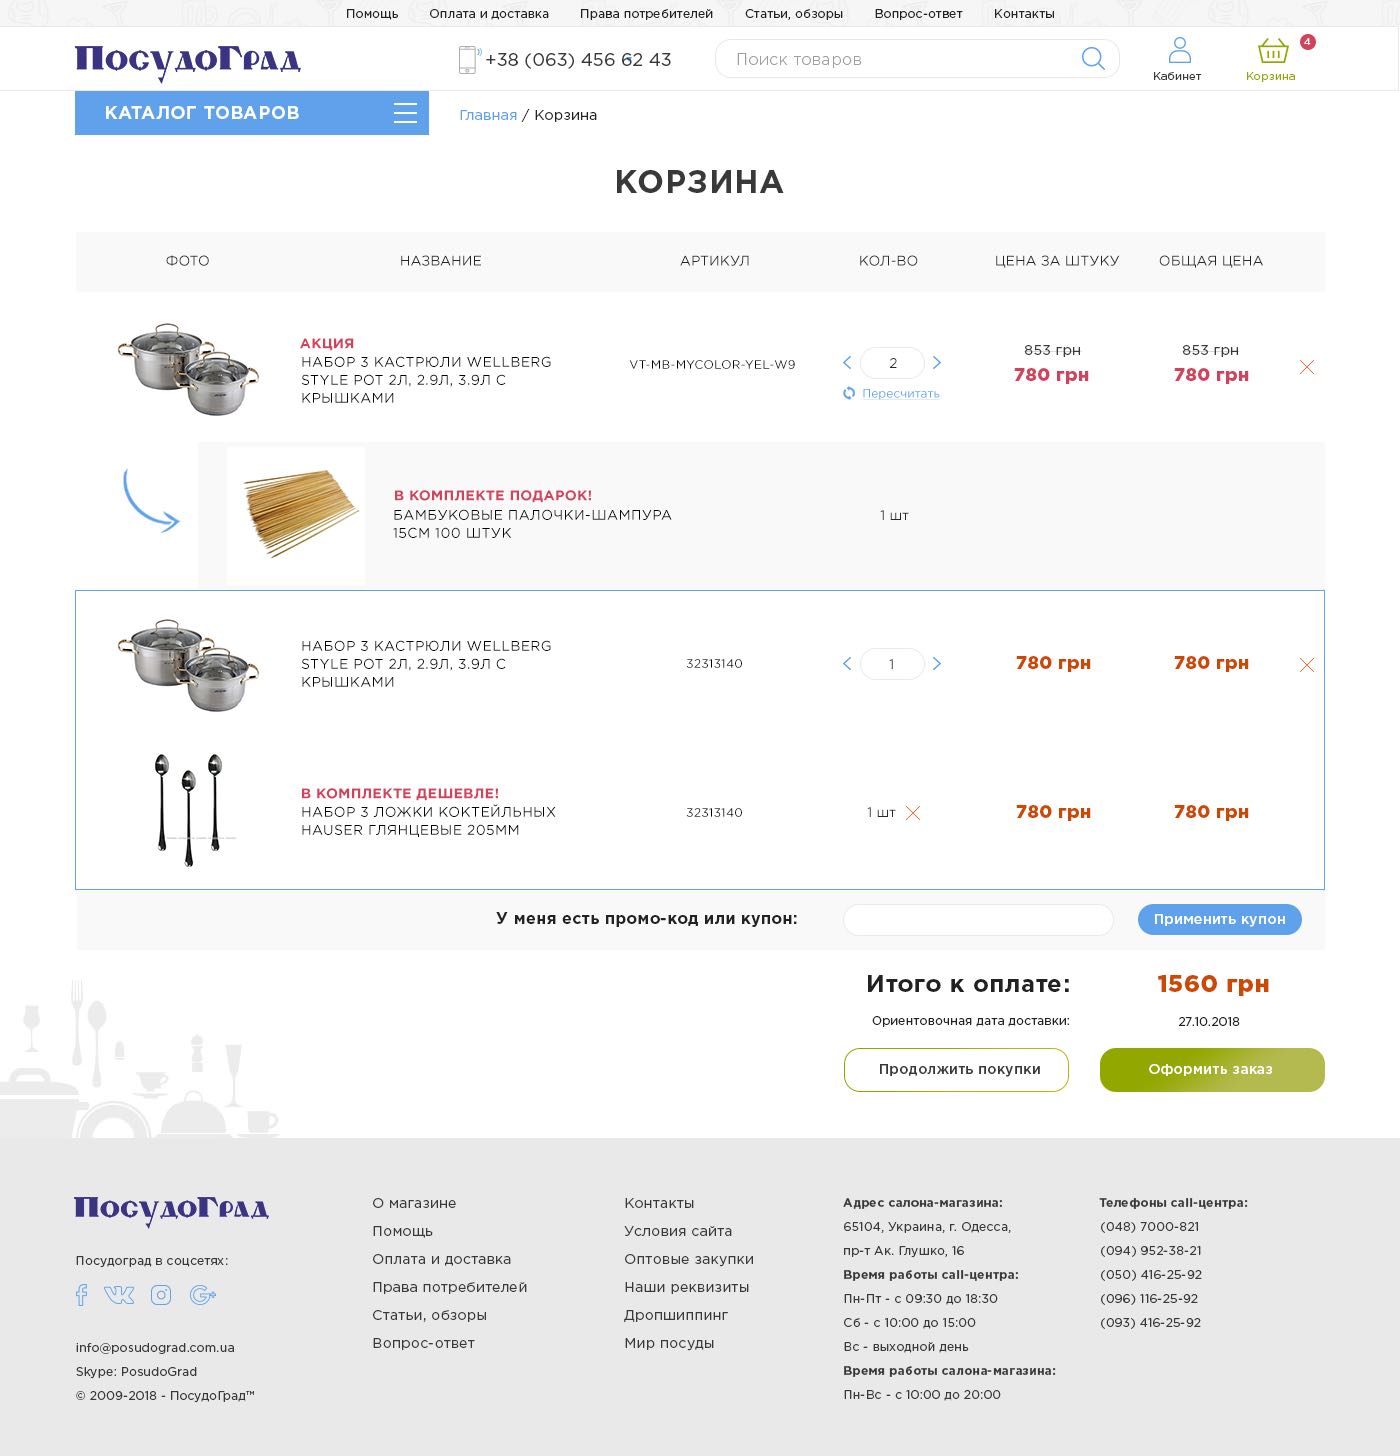 Помощь Оплата и доставка Права потребителей Статьи, обзоры Вопрос-ответ Контакты
ПосудоГрад
+38 (063) 456 62 43
Поиск товаров
Кабинет
Корзина
4
КАТАЛОГ ТОВАРОВ
Главная / Корзина
КОРЗИНА
ФОТО НАЗВАНИЕ АРТИКУЛ КОЛ-ВО ЦЕНА ЗА ШТУКУ ОБЩАЯ ЦЕНА
АКЦИЯ
НАБОР 3 КАСТРЮЛИ WELLBERG
STYLE POT 2Л, 2.9Л, 3.9Л С
КРЫШКАМИ
VT-MB-MYCOLOR-YEL-W9
2
Пересчитать
853 грн
780 грн
853 грн
780 грн
В КОМПЛЕКТЕ ПОДАРОК!
БАМБУКОВЫЕ ПАЛОЧКИ-ШАМПУРА
15СМ 100 ШТУК
1 шт
НАБОР 3 КАСТРЮЛИ WELLBERG
STYLE POT 2Л, 2.9Л, 3.9Л С
КРЫШКАМИ
32313140
1
780 грн
780 грн
В КОМПЛЕКТЕ ДЕШЕВЛЕ!
НАБОР 3 ЛОЖКИ КОКТЕЙЛЬНЫХ
HAUSER ГЛЯНЦЕВЫЕ 205ММ
32313140
1 шт
780 грн
780 грн
У меня есть промо-код или купон:
Применить купон
Итого к оплате: 1560 грн
Ориентовочная дата доставки: 27.10.2018
Продолжить покупки
Оформить заказ
ПосудоГрад
Посудоград в соцсетях:
info@posudograd.com.ua
Skype: PosudoGrad
© 2009-2018 - ПосудоГрад™
О магазине
Помощь
Оплата и доставка
Права потребителей
Статьи, обзоры
Вопрос-ответ
Контакты
Условия сайта
Оптовые закупки
Наши реквизиты
Дропшиппинг
Мир посуды
Адрес салона-магазина:
65104, Украина, г. Одесса,
пр-т Ак. Глушко, 16
Время работы call-центра:
Пн-Пт - с 09:30 до 18:30
Сб - с 10:00 до 15:00
Вс - выходной день
Время работы салона-магазина:
Пн-Вс - с 10:00 до 20:00
Телефоны call-центра:
(048) 7000-821
(094) 952-38-21
(050) 416-25-92
(096) 116-25-92
(093) 416-25-92